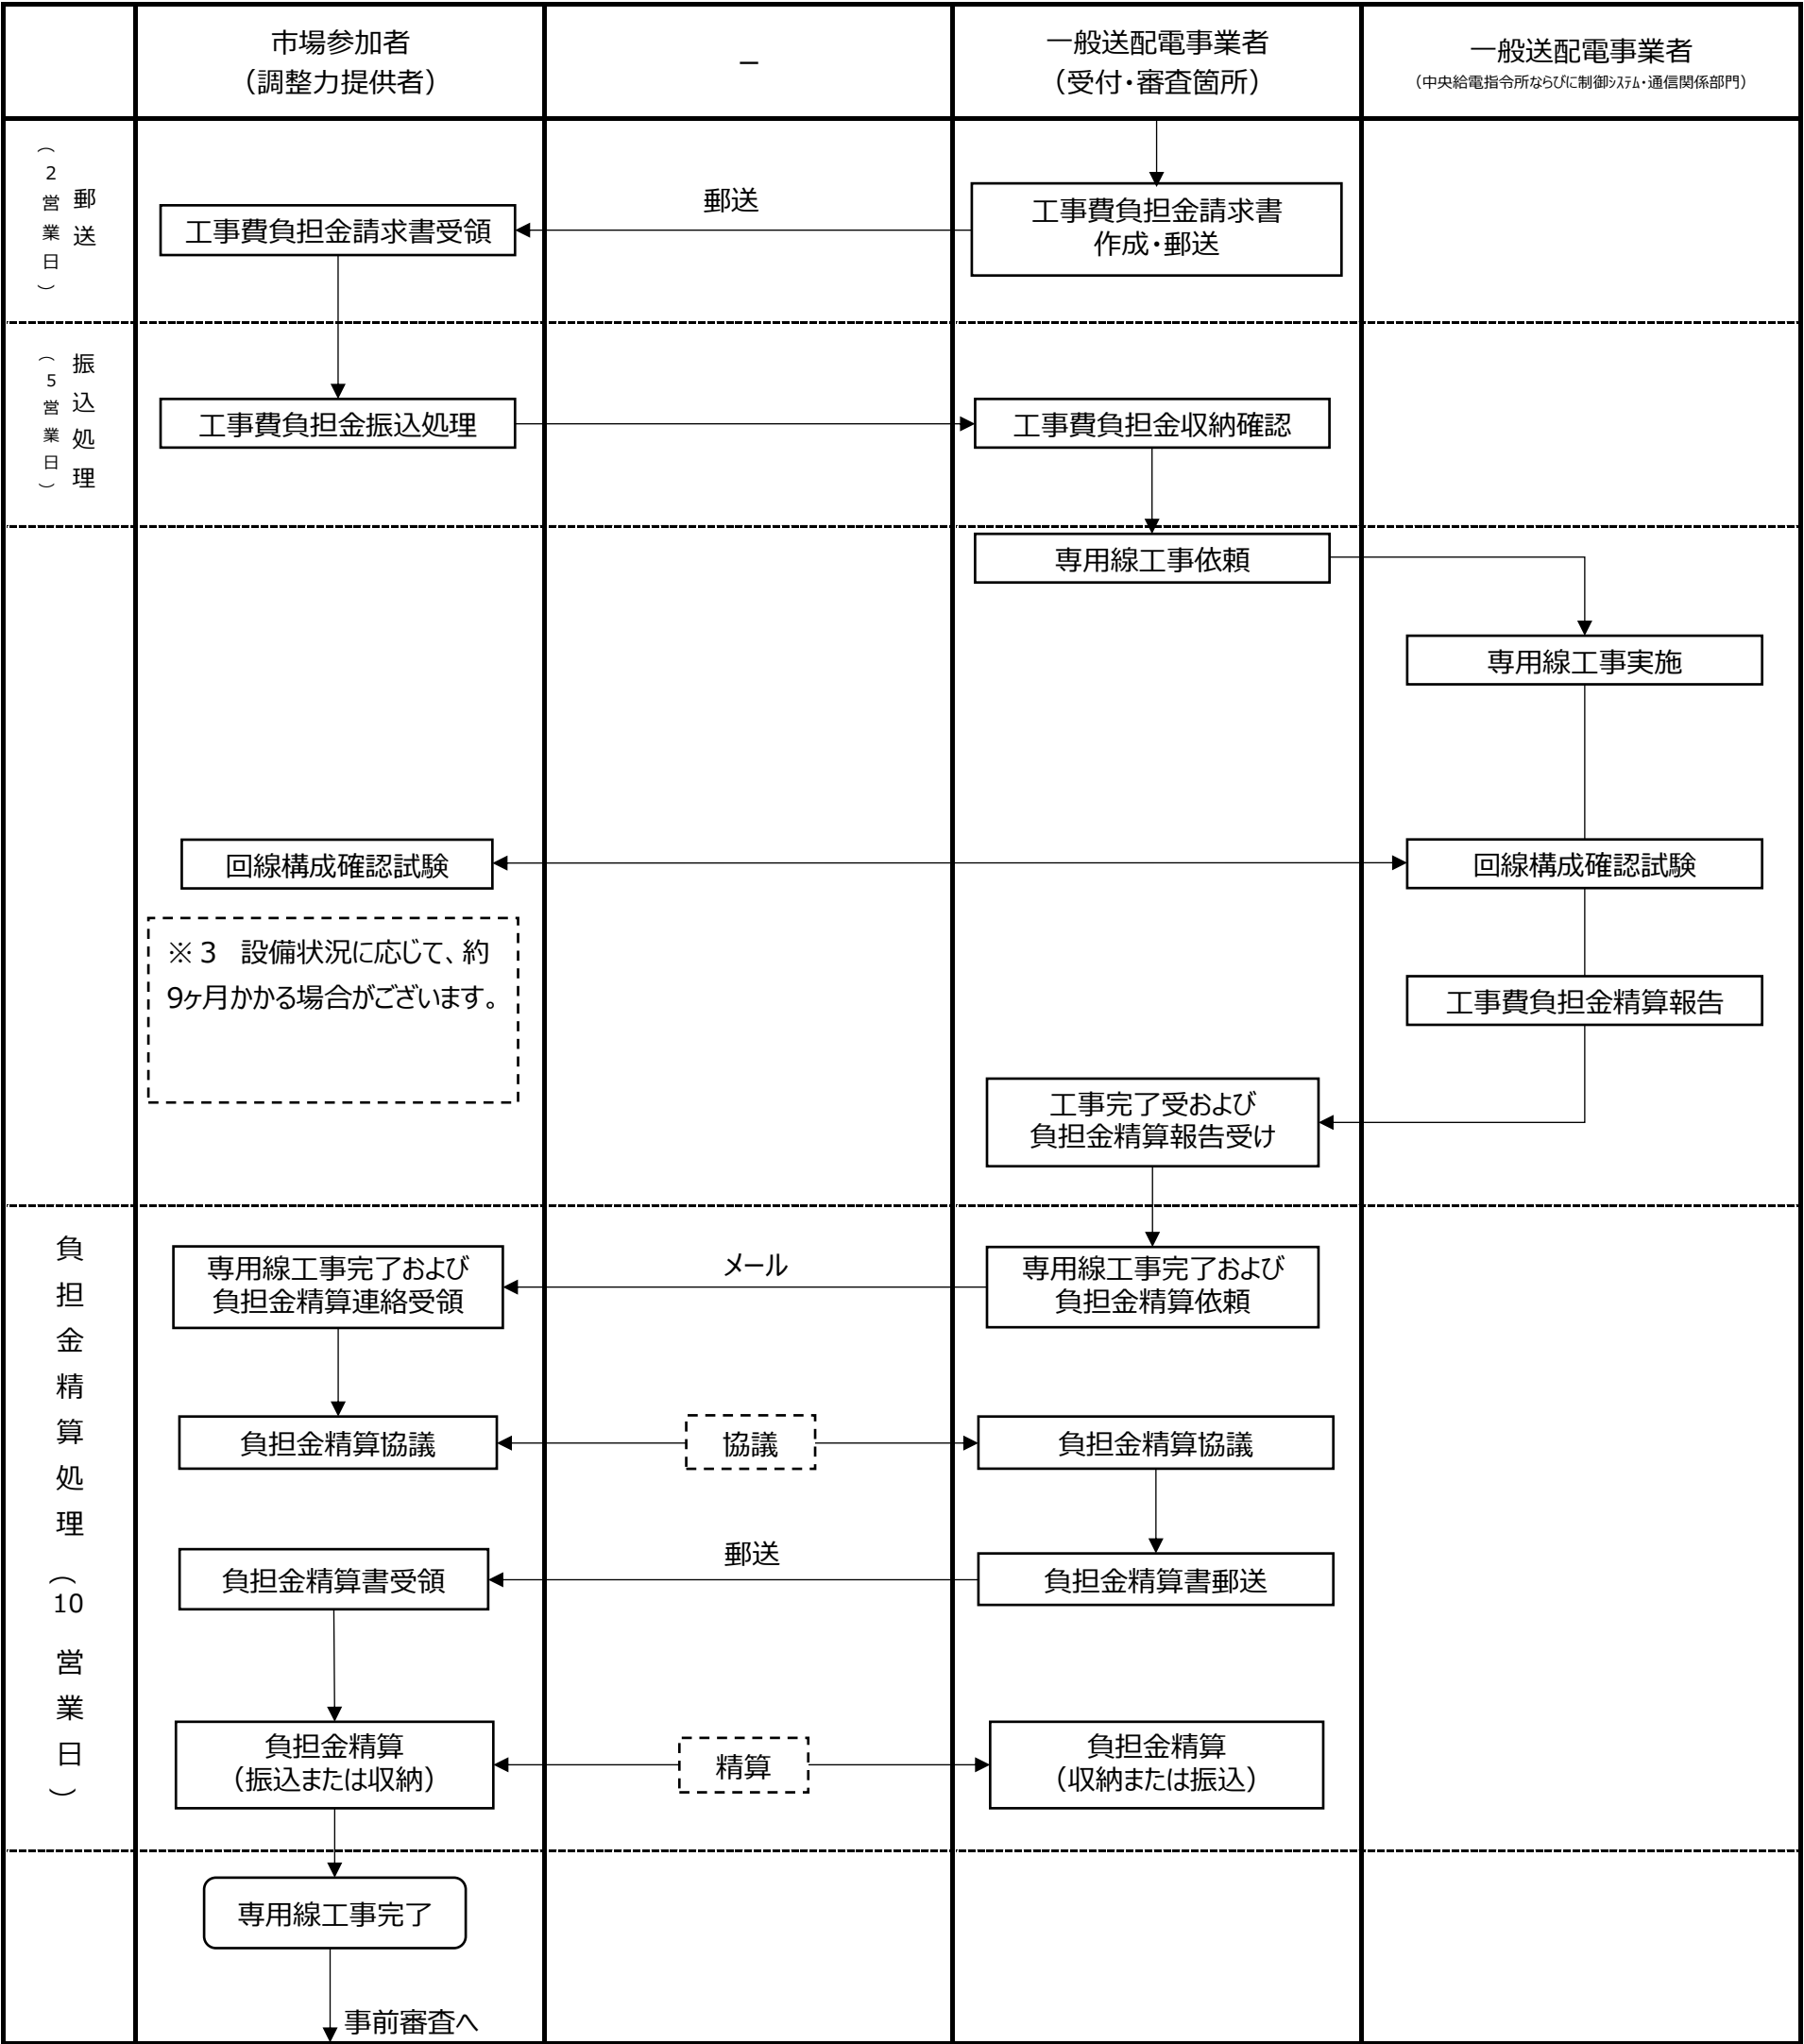 市場参加者
（調整力提供者）
－
一般送配電事業者
（受付・審査箇所）
一般送配電事業者
（中央給電指令所ならびに制御ｼｽﾃﾑ・通信関係部門）
郵送
（2営業日）
郵送
工事費負担金請求書受領
工事費負担金請求書
作成・郵送
振込処理
（5営業日）
工事費負担金振込処理
工事費負担金収納確認
専用線工事依頼
専用線工事実施
回線構成確認試験
回線構成確認試験
※３　設備状況に応じて、約
9ヶ月かかる場合がございます。
工事費負担金精算報告
工事完了受および
負担金精算報告受け
負担金精算処理（10営業日）
専用線工事完了および
負担金精算連絡受領
メール
専用線工事完了および
負担金精算依頼
負担金精算協議
協議
負担金精算協議
負担金精算書受領
郵送
負担金精算書郵送
負担金精算
（振込または収納）
精算
負担金精算
（収納または振込）
専用線工事完了
事前審査へ